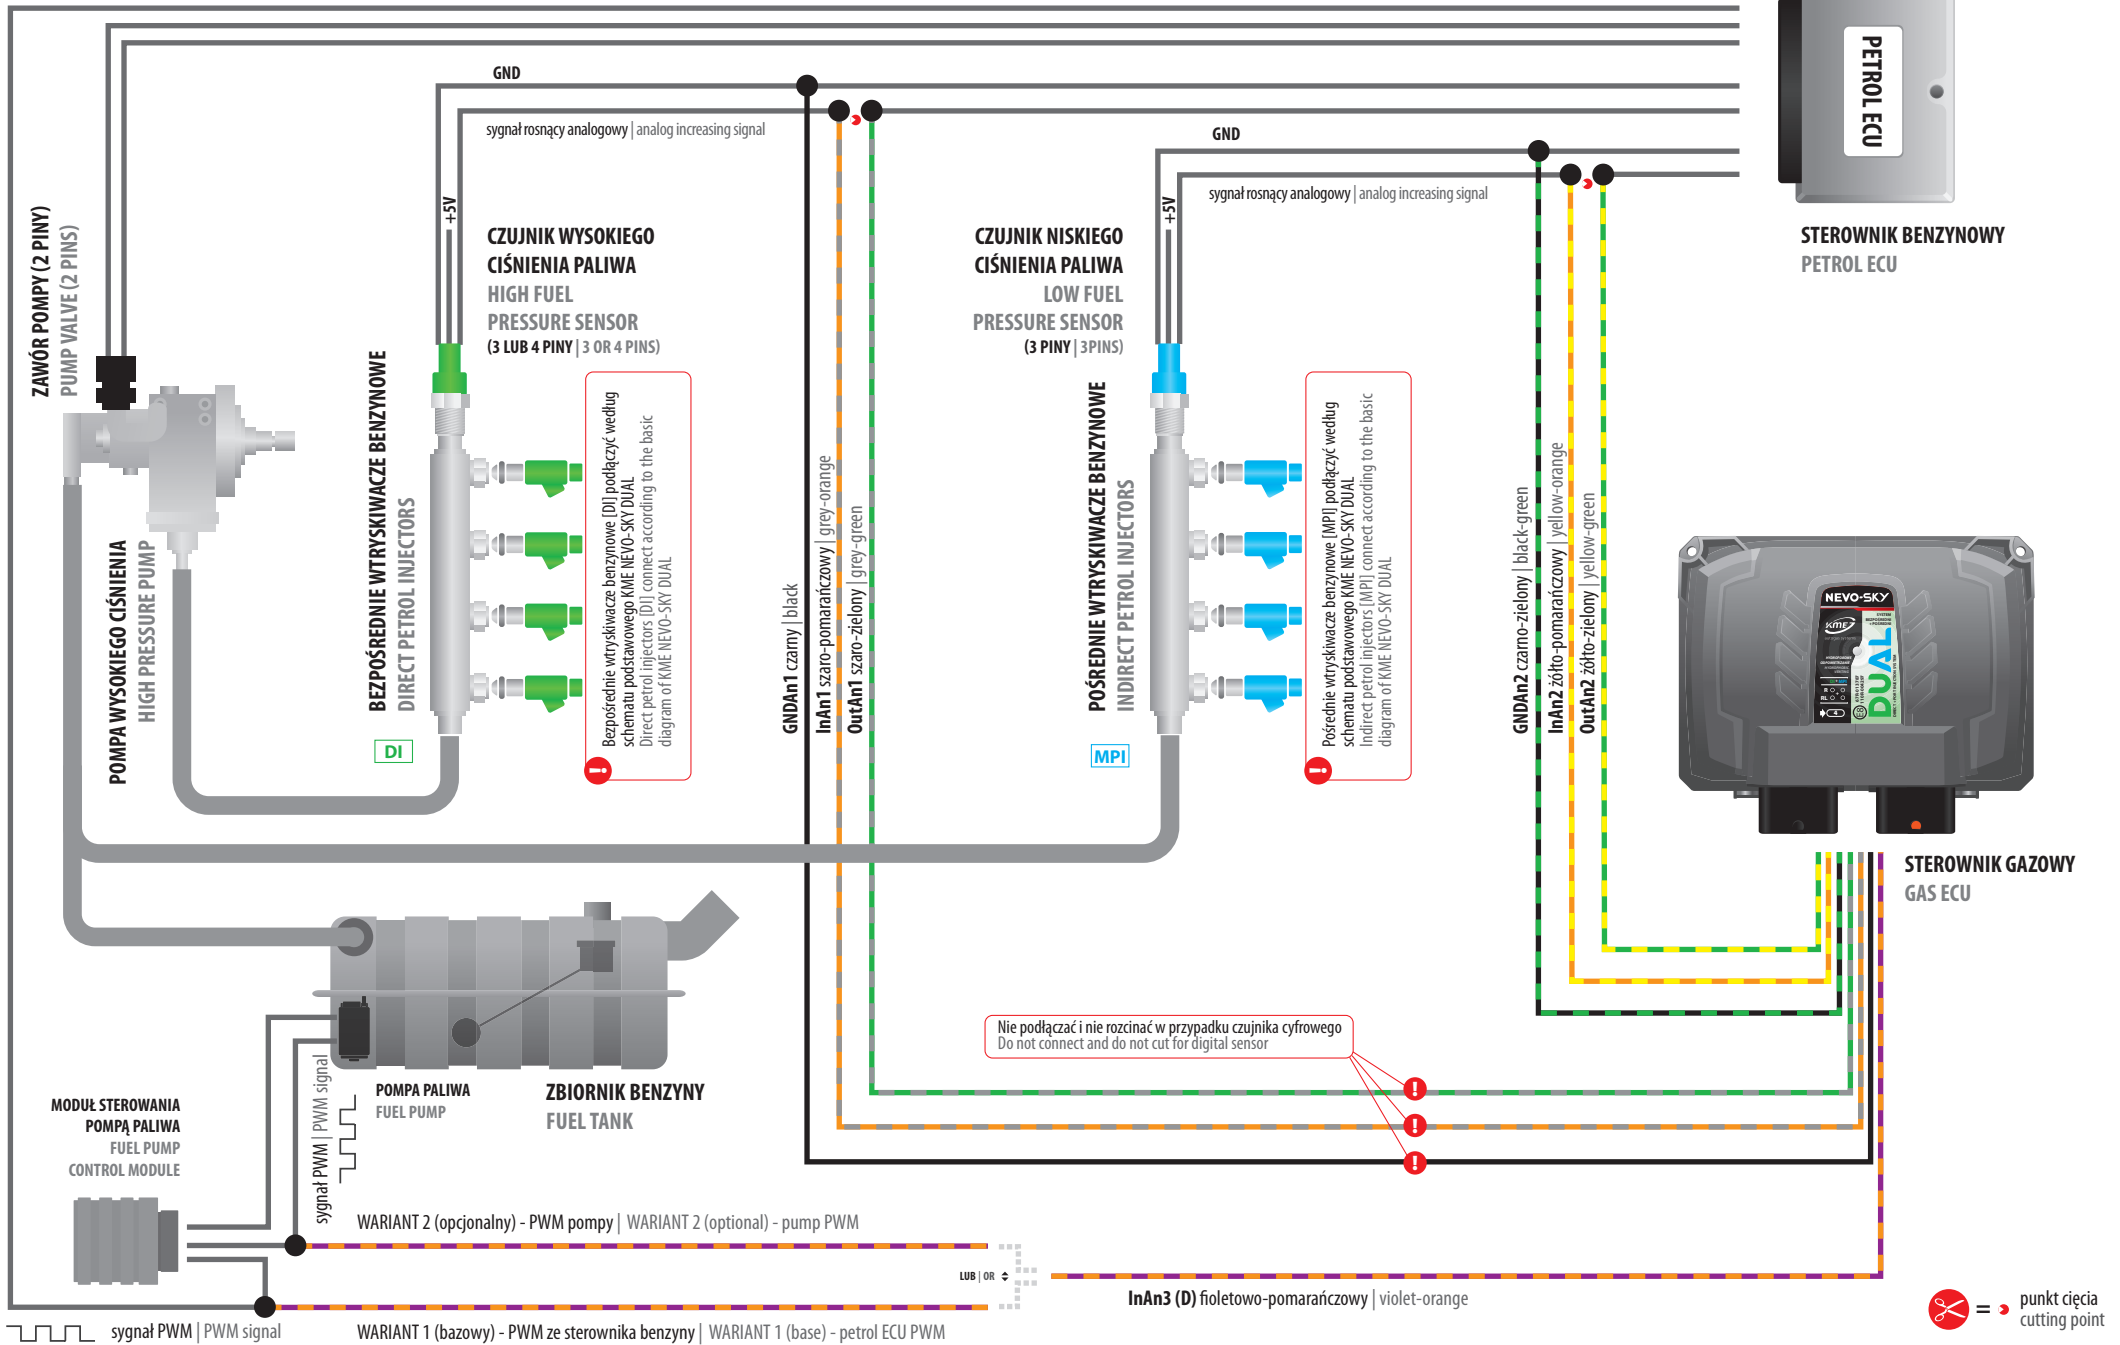 PETROL ECU
STEROWNIK BENZYNOWY
PETROL ECU
GND
sygnał rosnący analogowy | analog increasing signal
+5V
CZUJNIK WYSOKIEGO
CIŚNIENIA PALIWA
HIGH FUEL
PRESSURE SENSOR
(3 LUB 4 PINY | 3 OR 4 PINS)
GND
sygnał rosnący analogowy | analog increasing signal
+5V
CZUJNIK NISKIEGO
CIŚNIENIA PALIWA
LOW FUEL
PRESSURE SENSOR
(3 PINY | 3PINS)
ZAWÓR POMPY (2 PINY)
PUMP VALVE (2 PINS)
POMPA WYSOKIEGO CIŚNIENIA
HIGH PRESSURE PUMP
BEZPOŚREDNIE WTRYSKIWACZE BENZYNOWE
DIRECT PETROL INJECTORS
DI
Bezpośrednie wtryskiwacze benzynowe [DI] podłączyć według
schematu podstawowego KME NEVO-SKY DUAL
Direct petrol injectors [DI] connect according to the basic
diagram of KME NEVO-SKY DUAL
!
GNDAn1 czarny | black
InAn1 szaro-pomarańczowy | grey-orange
OutAn1 szaro-zielony | grey-green
POŚREDNIE WTRYSKIWACZE BENZYNOWE
INDIRECT PETROL INJECTORS
MPI
Pośrednie wtryskiwacze benzynowe [MPI] podłączyć według
schematu podstawowego KME NEVO-SKY DUAL
Indirect petrol injectors [MPI] connect according to the basic
diagram of KME NEVO-SKY DUAL
!
GNDAn2 czarno-zielony | black-green
InAn2 żółto-pomarańczowy | yellow-orange
OutAn2 żółto-zielony | yellow-green
NEVO-SKY
KME
DUAL
R
RL
4
E8
STEROWNIK GAZOWY
GAS ECU
Nie podłączać i nie rozcinać w przypadku czujnika cyfrowego
Do not connect and do not cut for digital sensor
!
!
!
POMPA PALIWA
FUEL PUMP
ZBIORNIK BENZYNY
FUEL TANK
MODUŁ STEROWANIA
POMPĄ PALIWA
FUEL PUMP
CONTROL MODULE
sygnał PWM | PWM signal
WARIANT 2 (opcjonalny) - PWM pompy | WARIANT 2 (optional) - pump PWM
LUB | OR
InAn3 (D) fioletowo-pomarańczowy | violet-orange
sygnał PWM | PWM signal
WARIANT 1 (bazowy) - PWM ze sterownika benzyny | WARIANT 1 (base) - petrol ECU PWM
= punkt cięcia
cutting point